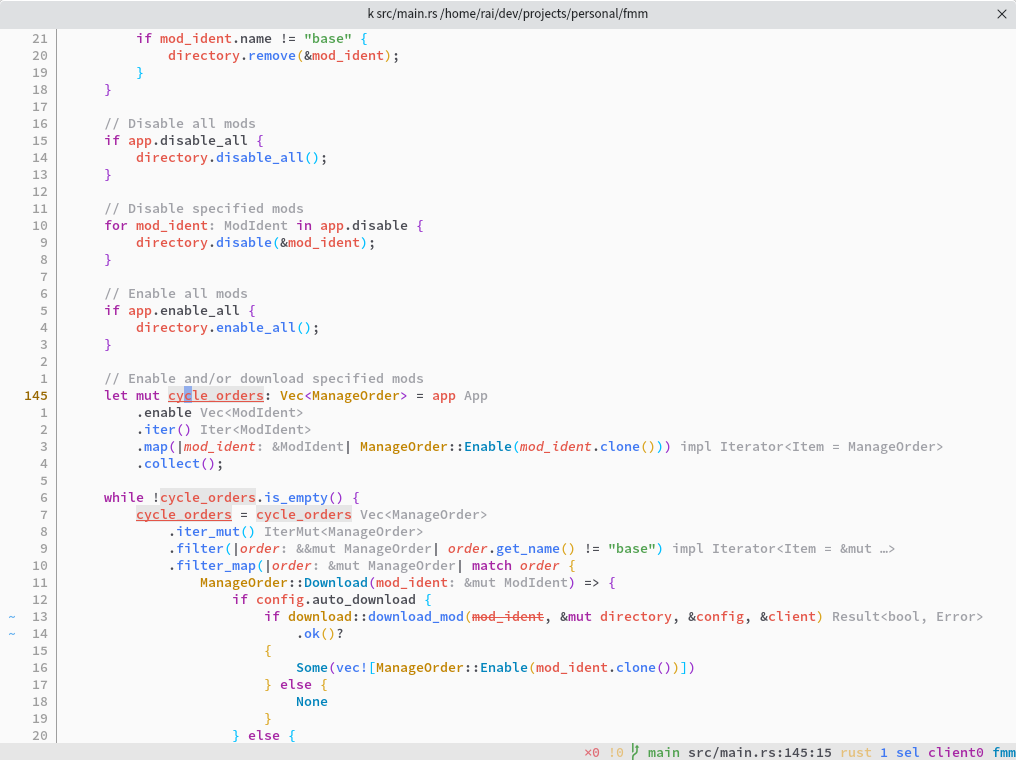 k src/main.rs /home/rai/dev/projects/personal/fmm ×
21 if mod_ident.name != "base" {
20 directory.remove(&mod_ident);
19 }
18 }
17
16 // Disable all mods
15 if app.disable_all {
14 directory.disable_all();
13 }
12
11 // Disable specified mods
10 for mod_ident: ModIdent in app.disable {
9 directory.disable(&mod_ident);
8 }
7
6 // Enable all mods
5 if app.enable_all {
4 directory.enable_all();
3 }
2
1 // Enable and/or download specified mods
145 let mut cycle_orders: Vec<ManageOrder> = app App
1 .enable Vec<ModIdent>
2 .iter() Iter<ModIdent>
3 .map(|mod_ident: &ModIdent| ManageOrder::Enable(mod_ident.clone())) impl Iterator<Item = ManageOrder>
4 .collect();
5
6 while !cycle_orders.is_empty() {
7 cycle_orders = cycle_orders Vec<ManageOrder>
8 .iter_mut() IterMut<ManageOrder>
9 .filter(|order: &&mut ManageOrder| order.get_name() != "base") impl Iterator<Item = &mut …>
10 .filter_map(|order: &mut ManageOrder| match order {
11 ManageOrder::Download(mod_ident: &mut ModIdent) => {
12 if config.auto_download {
~ 13 if download::download_mod(mod_ident, &mut directory, &config, &client) Result<bool, Error>
~ 14 .ok()?
15 {
16 Some(vec![ManageOrder::Enable(mod_ident.clone())])
17 } else {
18 None
19 }
20 } else {
×0 !0 main src/main.rs:145:15 rust 1 sel client0 fmm